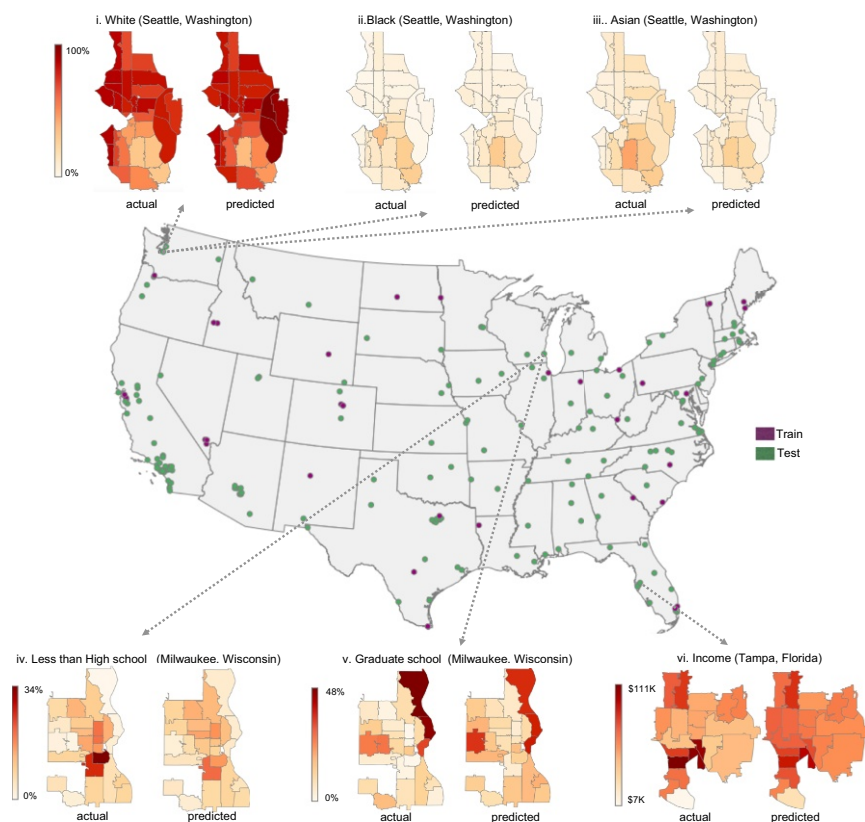 i. White (Seattle, Washington)
ii.Black (Seattle, Washington)
iii.. Asian (Seattle, Washington)
100%
0%
actual
predicted
actual
predicted
actual
predicted
Train
Test
iv. Less than High school (Milwaukee, Wisconsin)
v. Graduate school (Milwaukee, Wisconsin)
vi. Income (Tampa, Florida)
34%
0%
48%
0%
$111K
$7K
actual
predicted
actual
predicted
actual
predicted